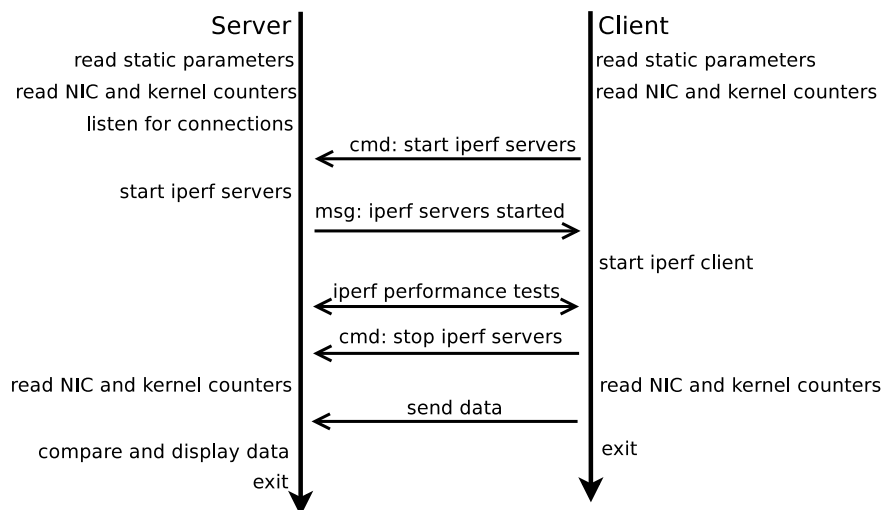 Server
Client
read static parameters
read static parameters
read NIC and kernel counters
read NIC and kernel counters
listen for connections
cmd: start iperf servers
start iperf servers
msg: iperf servers started
start iperf client
iperf performance tests
cmd: stop iperf servers
read NIC and kernel counters
read NIC and kernel counters
send data
compare and display data
exit
exit